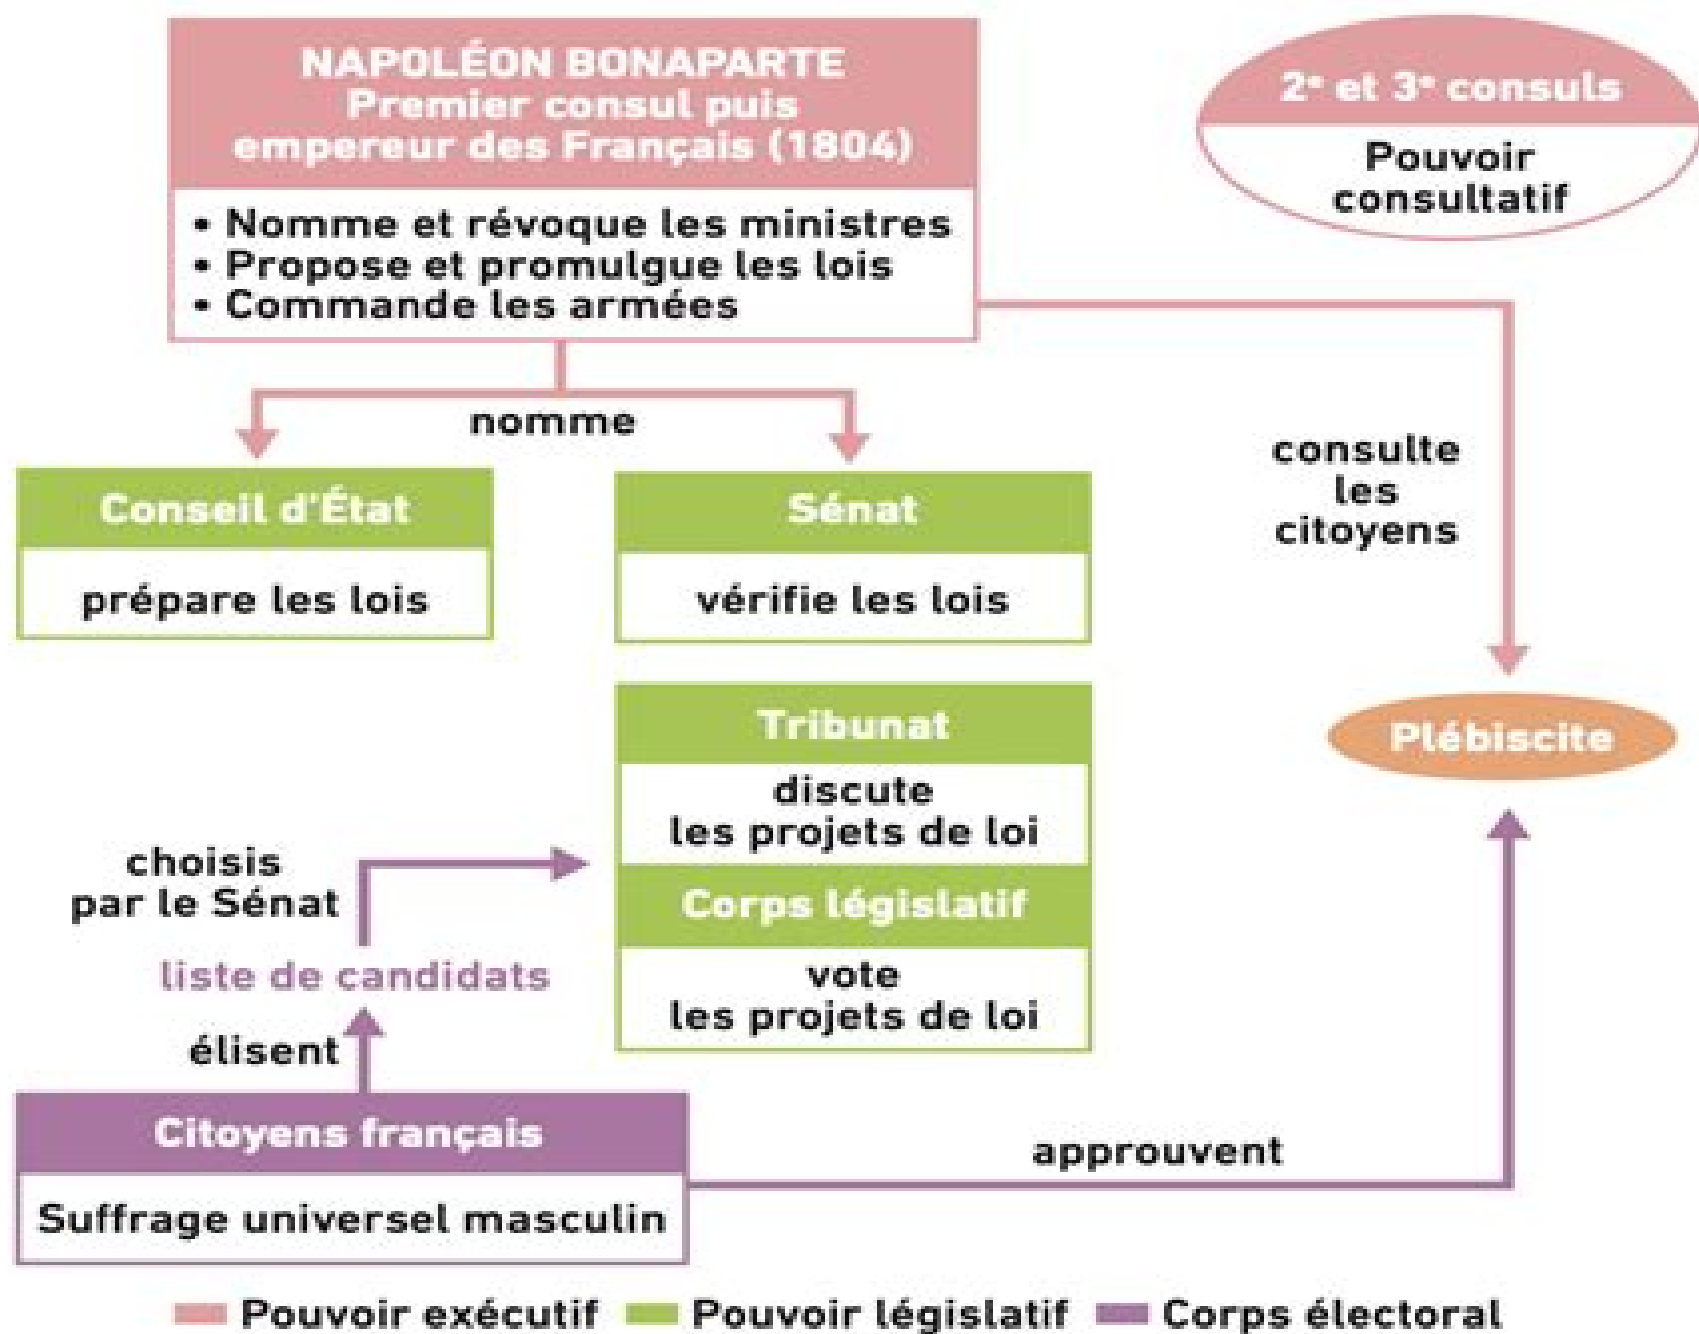 NAPOLÉON BONAPARTE
Premier consul puis
empereur des Français (1804)
• Nomme et révoque les ministres
• Propose et promulgue les lois
• Commande les armées
2e et 3e consuls
Pouvoir
consultatif
nomme
consulte
les
citoyens
Conseil d'État
prépare les lois
Sénat
vérifie les lois
Tribunat
discute
les projets de loi
Corps législatif
vote
les projets de loi
Plébiscite
choisis
par le Sénat
liste de candidats
élisent
Citoyens français
Suffrage universel masculin
approuvent
Pouvoir exécutif
Pouvoir législatif
Corps électoral